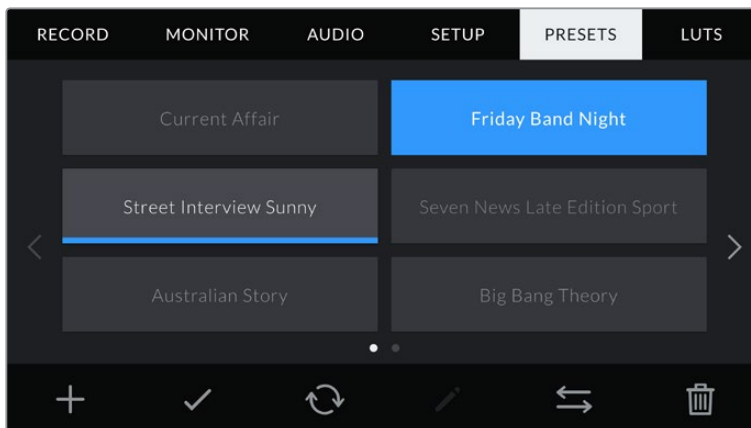 RECORD MONITOR AUDIO SETUP PRESETS LUTS
Current Affair Friday Band Night
Street Interview Sunny Seven News Late Edition Sport
Australian Story Big Bang Theory